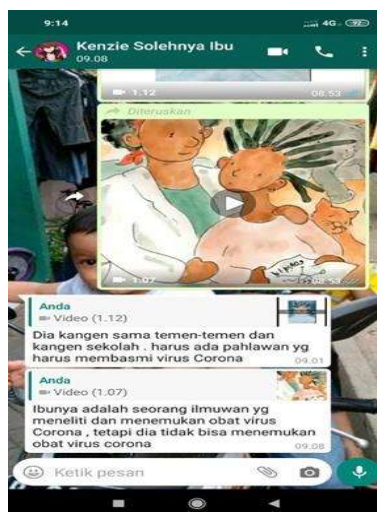 9:14
4G
92
Kenzie Solehnya Ibu
09.08
1.12
08.53
Diteruskan
1:07
08.53
Anda
Video (1.12)
Dia kangen sama temen-temen dan
kangen sekolah . harus ada pahlawan yg
harus membasmi virus Corona
09.01
Anda
Video (1.07)
Ibunya adalah seorang ilmuwan yg
meneliti dan menemukan obat virus
Corona , tetapi dia tidak bisa menemukan
obat virus corona
09.08
Ketik pesan